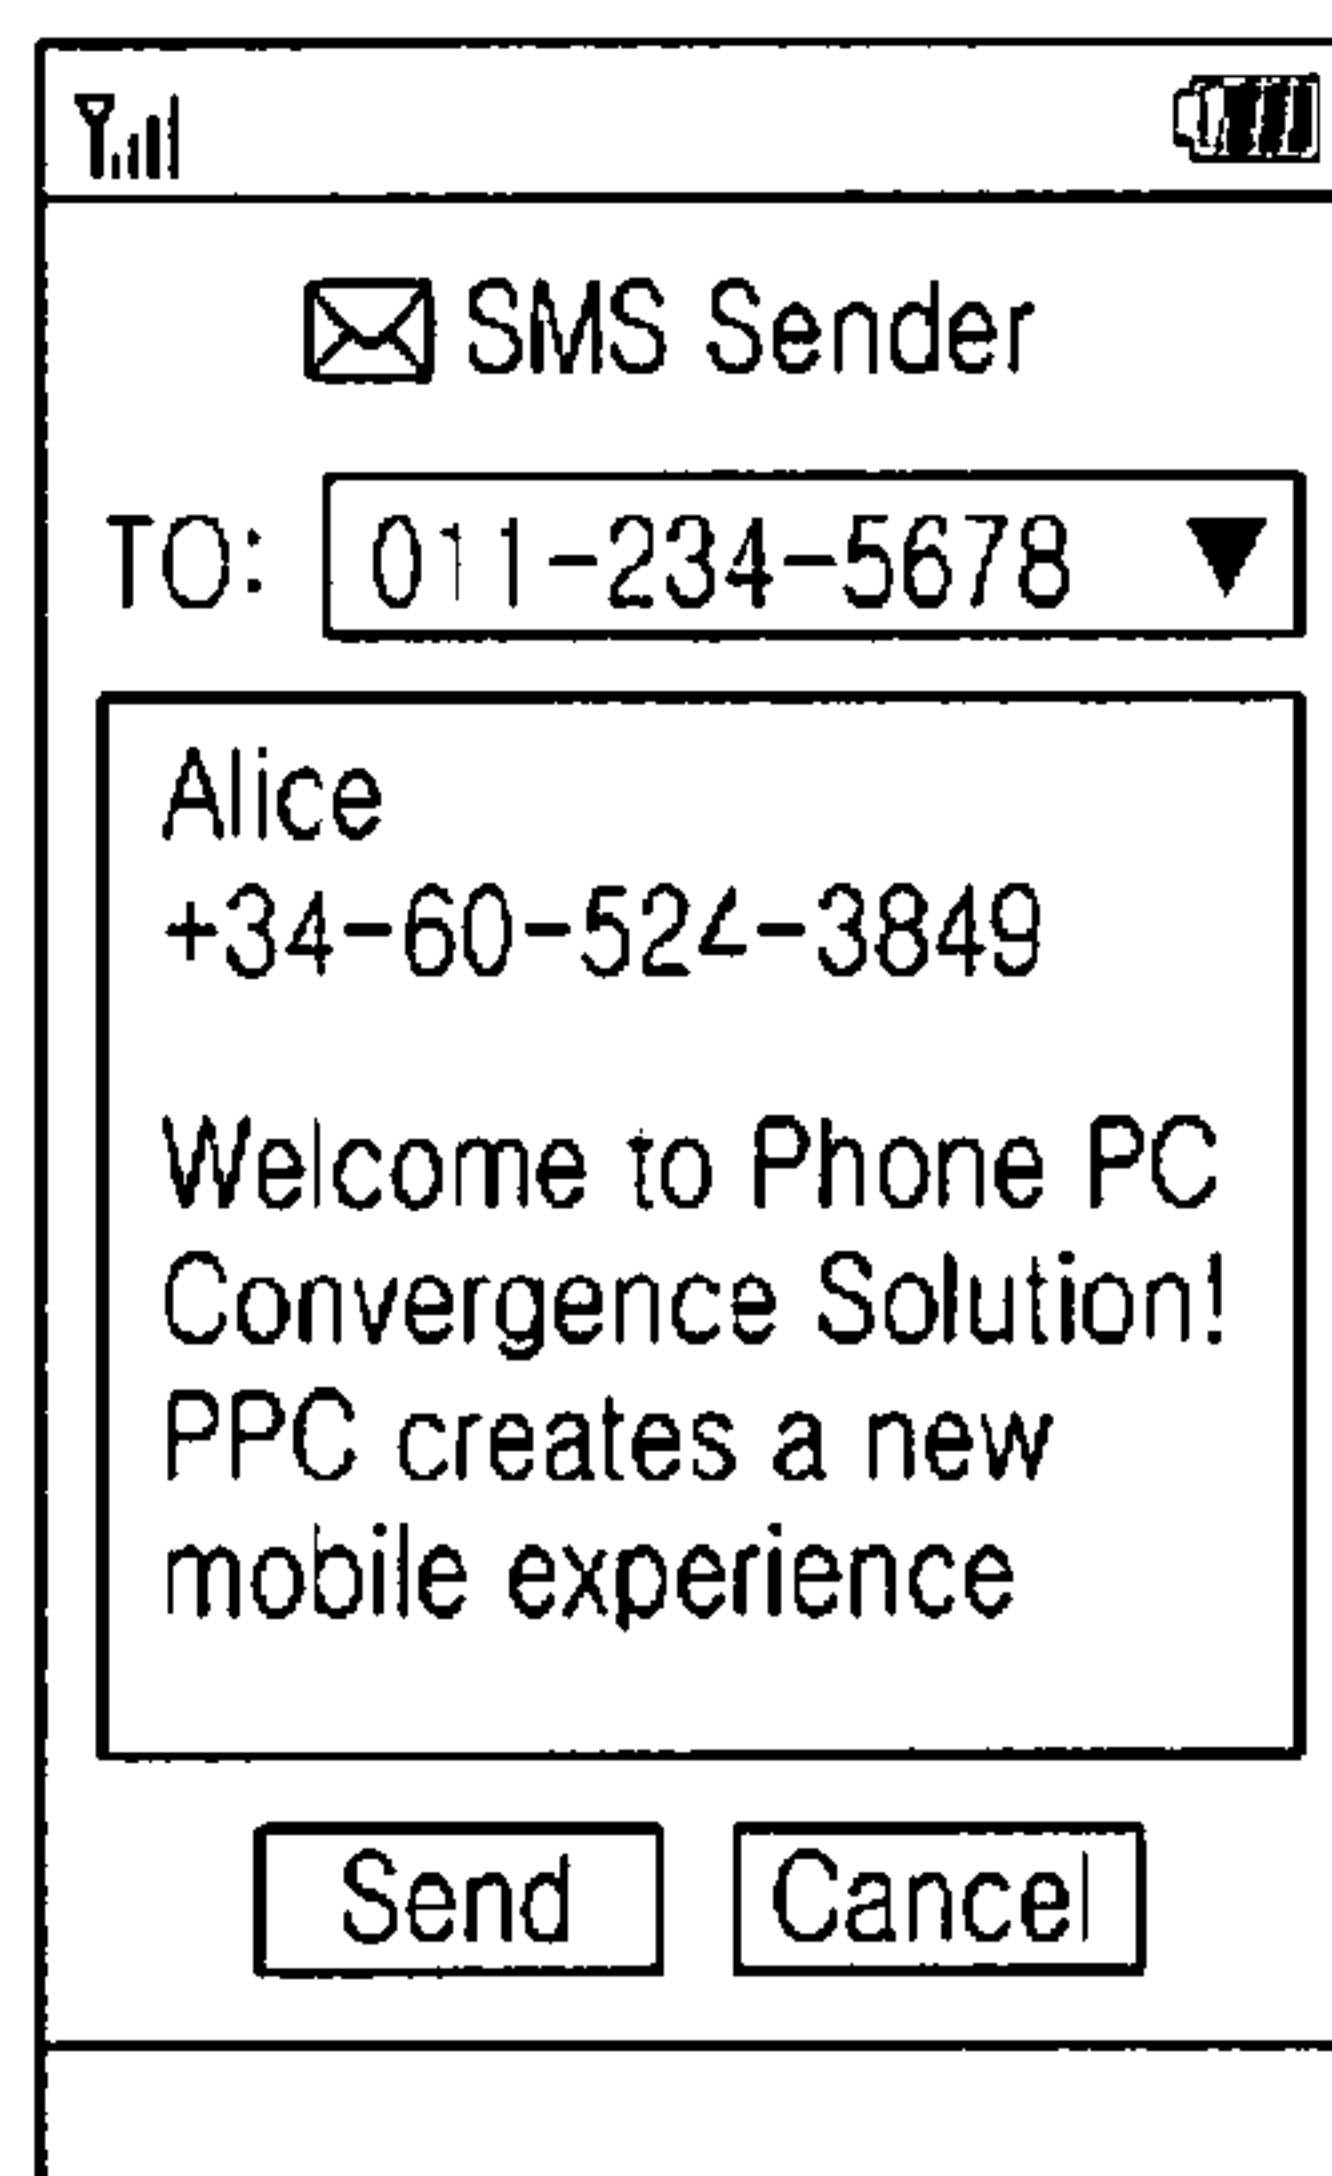 SMS Sender
TO: 011-234-5678
Alice
+34-60-524-3849
Welcome to Phone PC
Convergence Solution!
PPC creates a new
mobile experience
Send Cancel